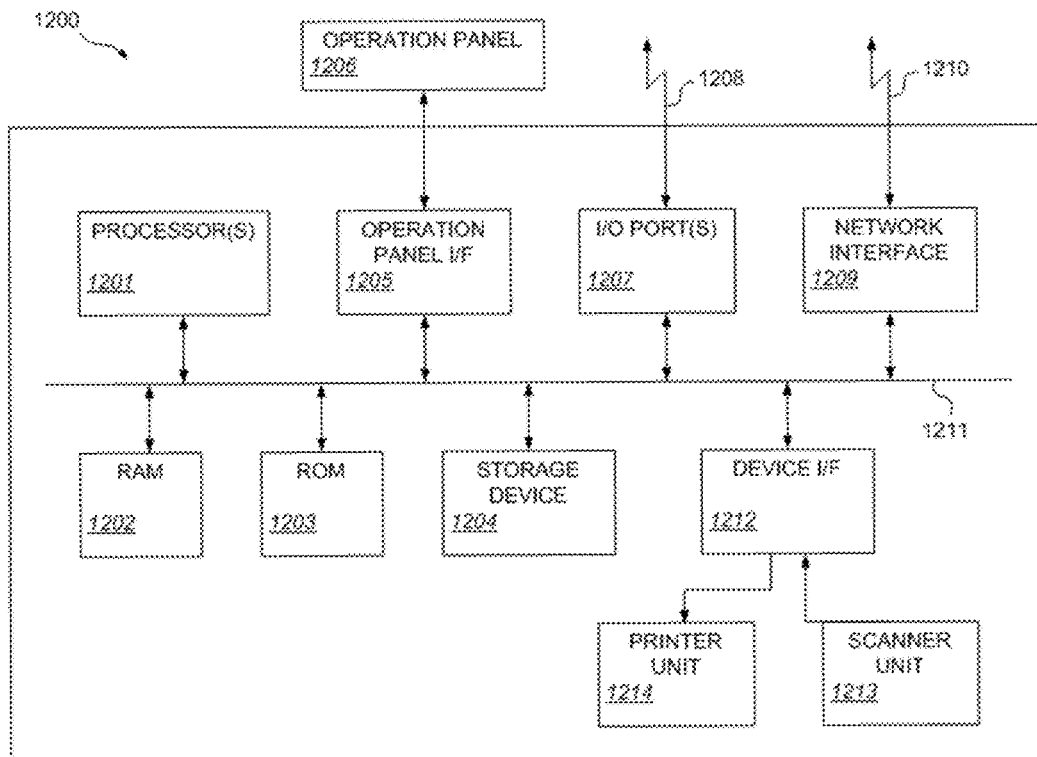 1200
OPERATION PANEL
1206
1208
1210
PROCESSOR(S)
1201
OPERATION
PANEL I/F
1205
I/O PORT(S)
1207
NETWORK
INTERFACE
1209
1211
RAM
1202
ROM
1203
STORAGE
DEVICE
1204
DEVICE I/F
1212
PRINTER
UNIT
1214
SCANNER
UNIT
1213